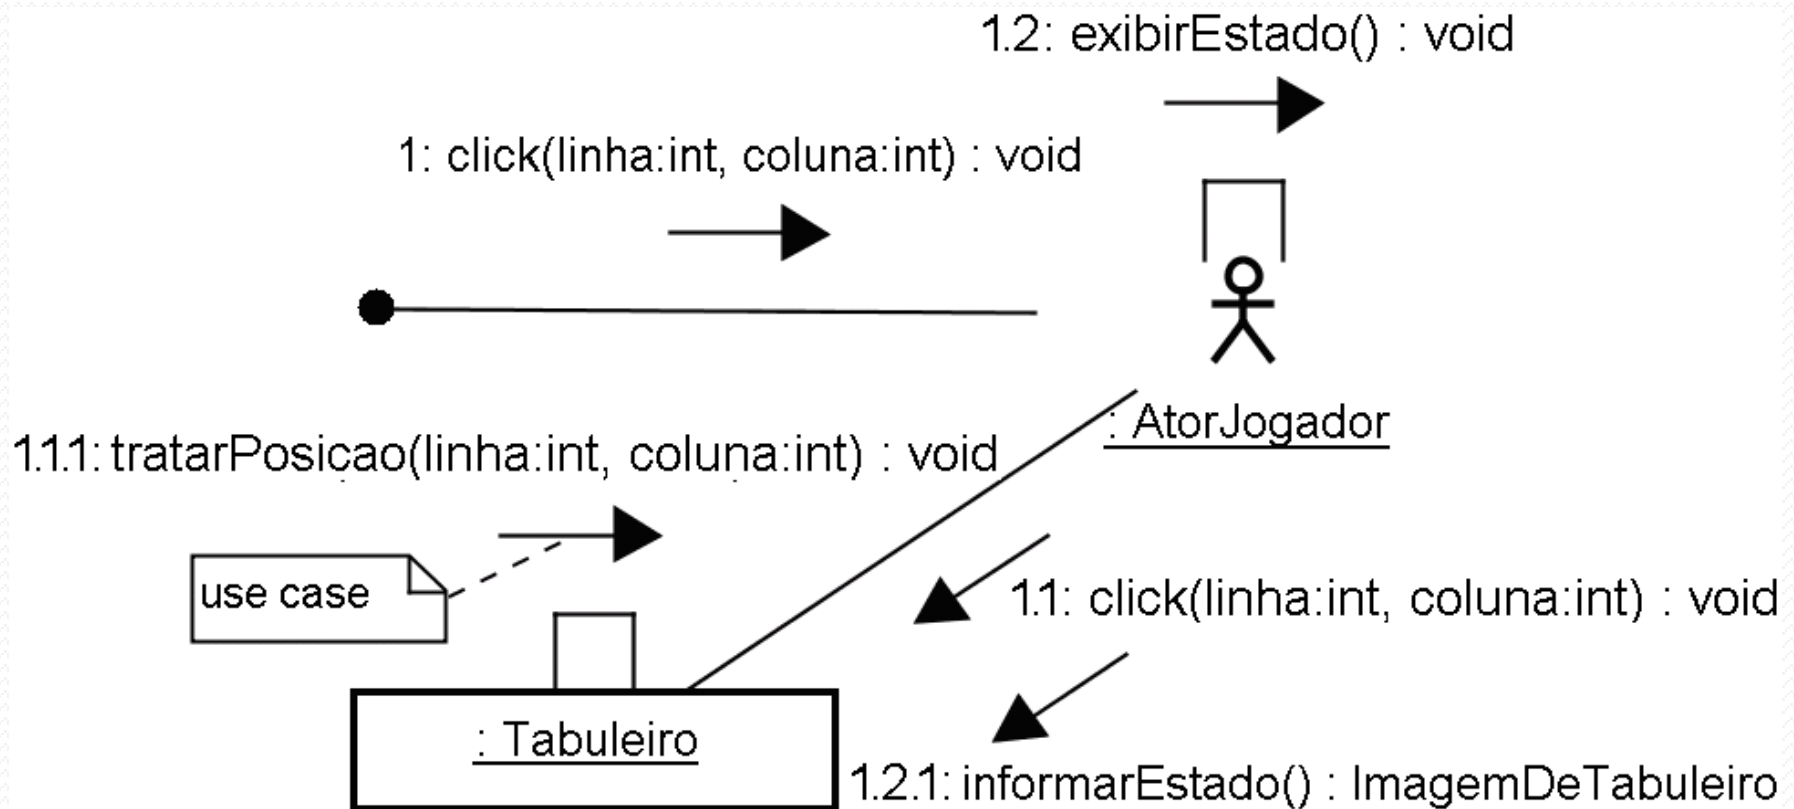 1.2: exibirEstado() : void
1: click(linha:int, coluna:int) : void
: AtorJogador
1.1.1: tratarPosicao(linha:int, coluna:int) : void
use case
1.1: click(linha:int, coluna:int) : void
: Tabuleiro
1.2.1: informarEstado() : ImagemDeTabuleiro